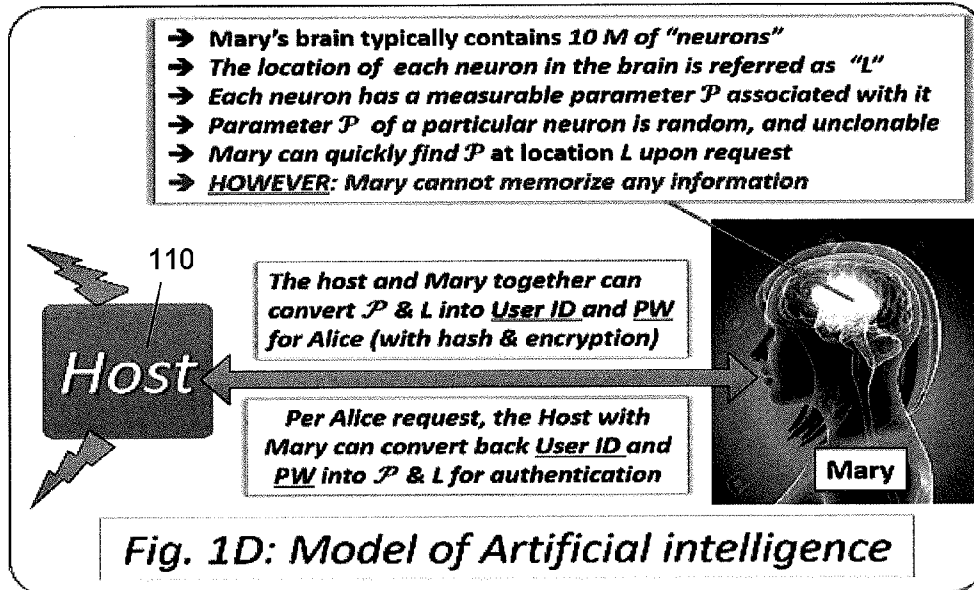 ➔ Mary's brain typically contains 10 M of "neurons"
➔ The location of each neuron in the brain is referred as "L"
➔ Each neuron has a measurable parameter 𝒫 associated with it
➔ Parameter 𝒫 of a particular neuron is random, and unclonable
➔ Mary can quickly find 𝒫 at location L upon request
➔ HOWEVER: Mary cannot memorize any information
110
Host
The host and Mary together can
convert 𝒫 & L into User ID and PW
for Alice (with hash & encryption)
Per Alice request, the Host with
Mary can convert back User ID and
PW into 𝒫 & L for authentication
Mary
Fig. 1D: Model of Artificial intelligence